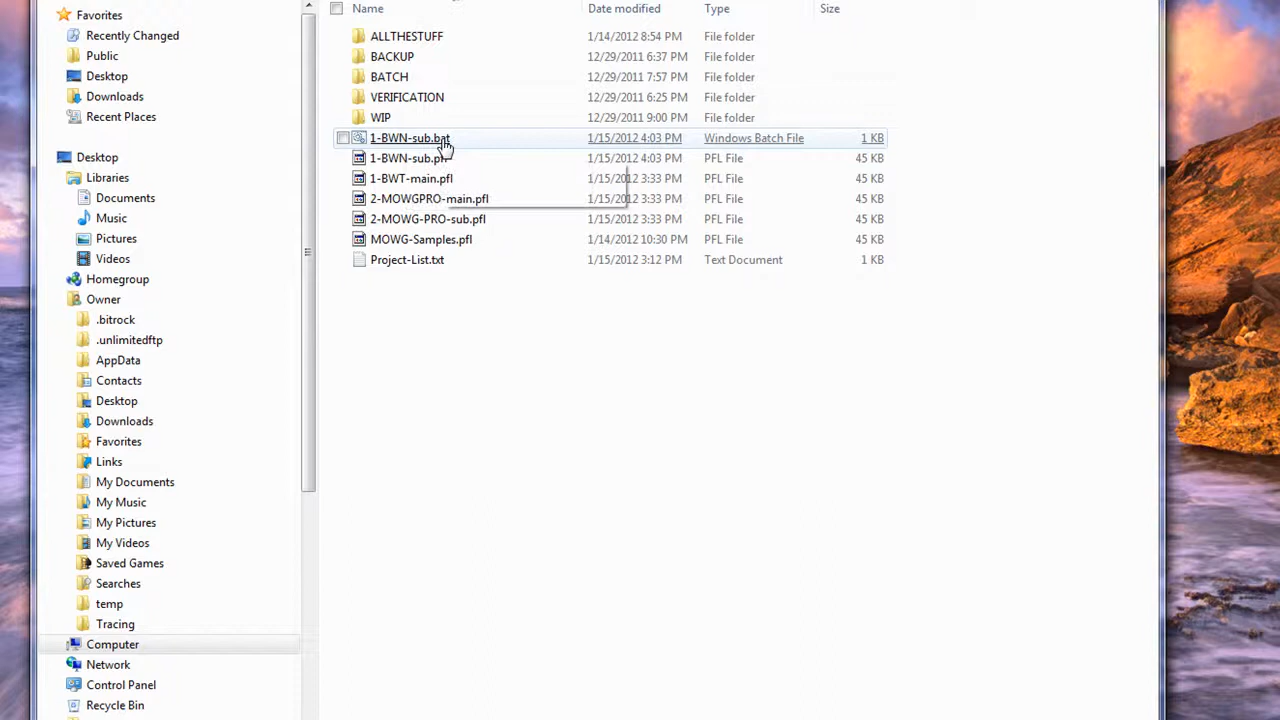 Favorites
Recently Changed
Public
Desktop
Downloads
Recent Places
Desktop
Libraries
Documents
Music
Pictures
Videos
Homegroup
Owner
.bitrock
.unlimitedftp
AppData
Contacts
Desktop
Downloads
Favorites
Links
My Documents
My Music
My Pictures
My Videos
Saved Games
Searches
temp
Tracing
Computer
Network
Control Panel
Recycle Bin
Name Date modified Type Size
ALLTHESTUFF 1/14/2012 8:54 PM File folder
BACKUP 12/29/2011 6:37 PM File folder
BATCH 12/29/2011 7:57 PM File folder
VERIFICATION 12/29/2011 6:25 PM File folder
WIP 12/29/2011 9:00 PM File folder
1-BWN-sub.bat 1/15/2012 4:03 PM Windows Batch File 1 KB
1-BWN-sub.pfl 1/15/2012 4:03 PM PFL File 45 KB
1-BWT-main.pfl 1/15/2012 3:33 PM PFL File 45 KB
2-MOWGPRO-main.pfl 1/15/2012 3:33 PM PFL File 45 KB
2-MOWG-PRO-sub.pfl 1/15/2012 3:33 PM PFL File 45 KB
MOWG-Samples.pfl 1/14/2012 10:30 PM PFL File 45 KB
Project-List.txt 1/15/2012 3:12 PM Text Document 1 KB